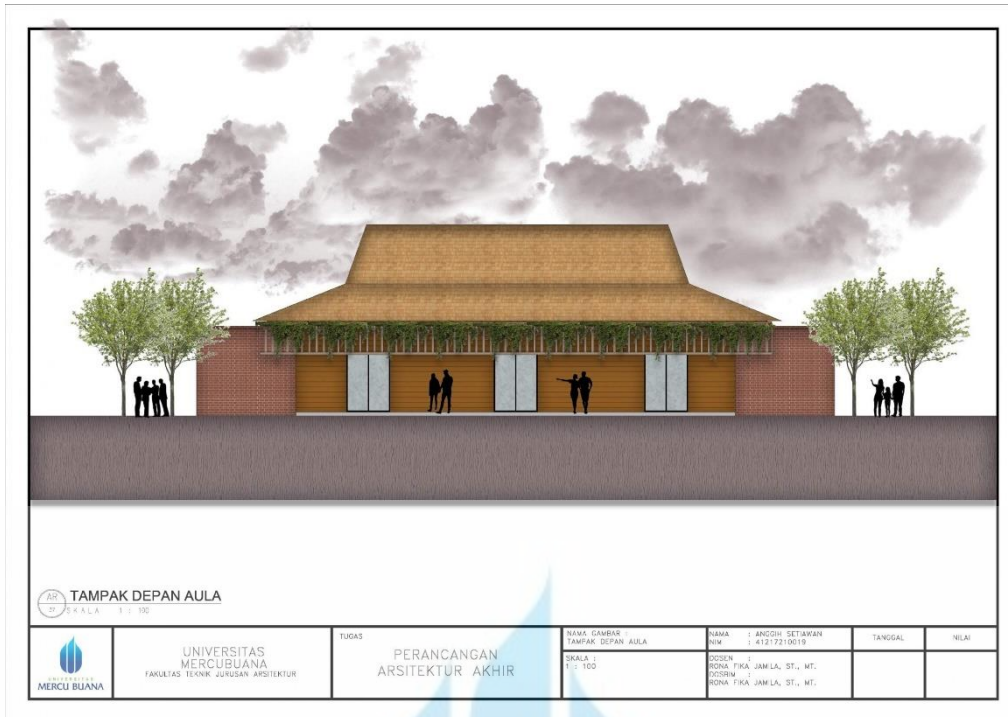 AR
TAMPAK DEPAN AULA
SKALA 1 : 100
UNIVERSITAS
MERCU BUANA
UNIVERSITAS
MERCUBUANA
FAKULTAS TEKNIK JURUSAN ARSITEKTUR
TUGAS
PERANCANGAN
ARSITEKTUR AKHIR
NAMA GAMBAR :
TAMPAK DEPAN AULA
SKALA :
1 : 100
NAMA : ANGGIH SETIAWAN
NIM : 41217210019
DOSEN :
RONA FIKA JAMILA, ST., MT.
DOSBIM :
RONA FIKA JAMILA, ST., MT.
TANGGAL
NILAI